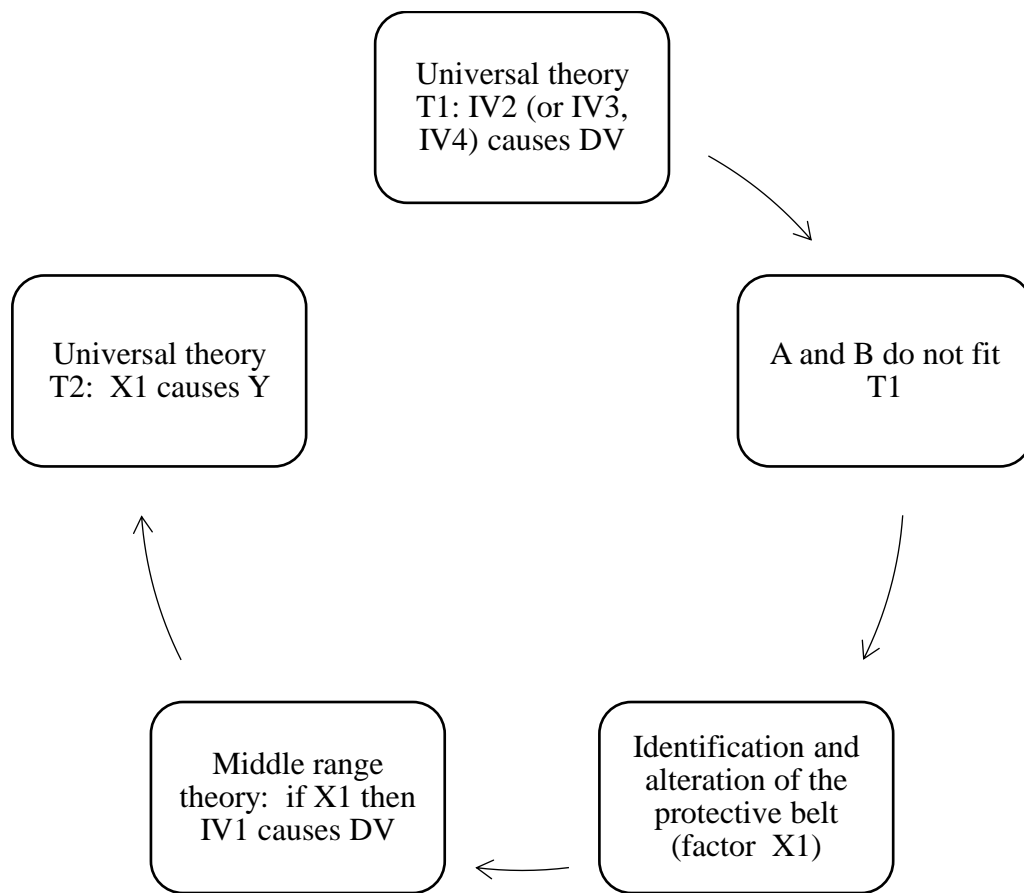 Universal theory
T1: IV2 (or IV3,
IV4) causes DV
A and B do not fit
T1
Identification and
alteration of the
protective belt
(factor X1)
Middle range
theory: if X1 then
IV1 causes DV
Universal theory
T2: X1 causes Y